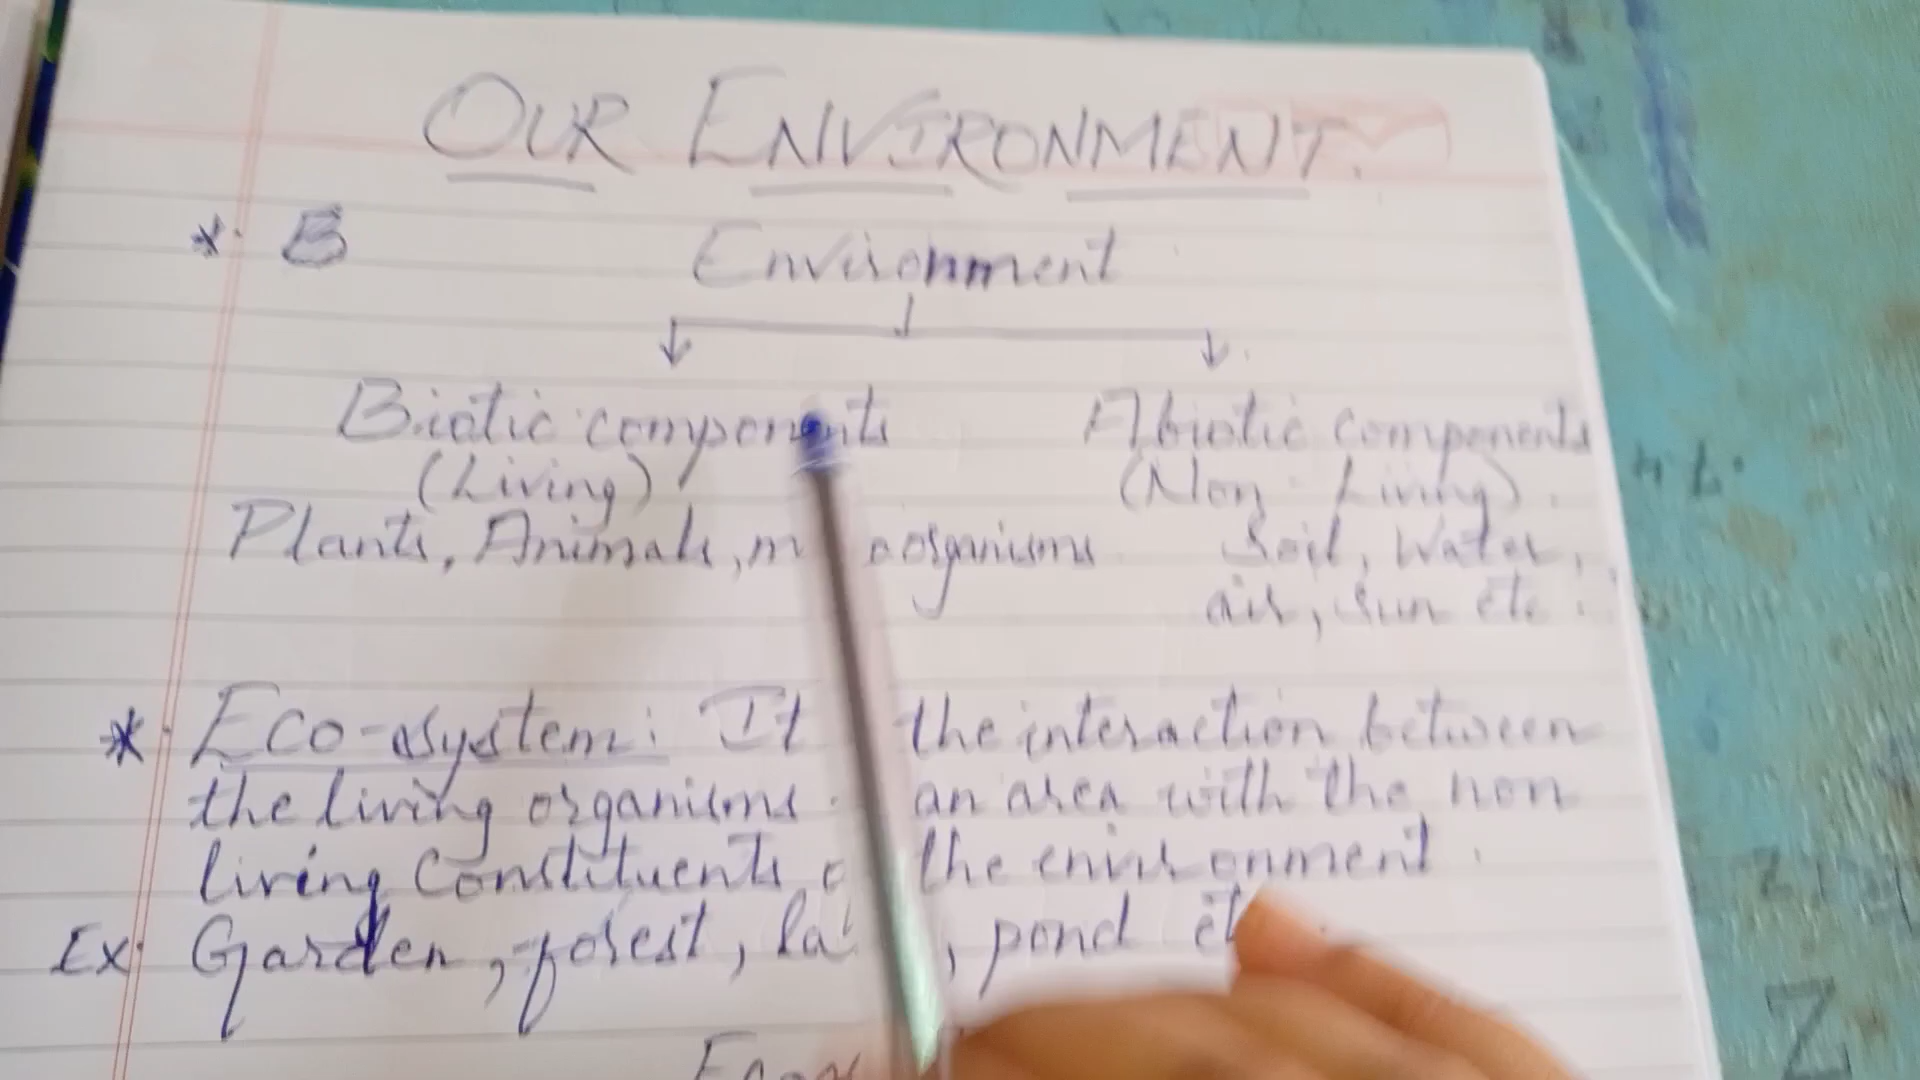 OUR ENVIRONMENT.
* B
Environment
Biotic components
Abiotic components
(Living)
(Non Living).
Plants, Animals,
Soil, Water,
air, sun etc.
* Eco-system: It the interaction between
the living organisms an area with the non
living constituents the environment.
Ex: Garden, forest, , pond